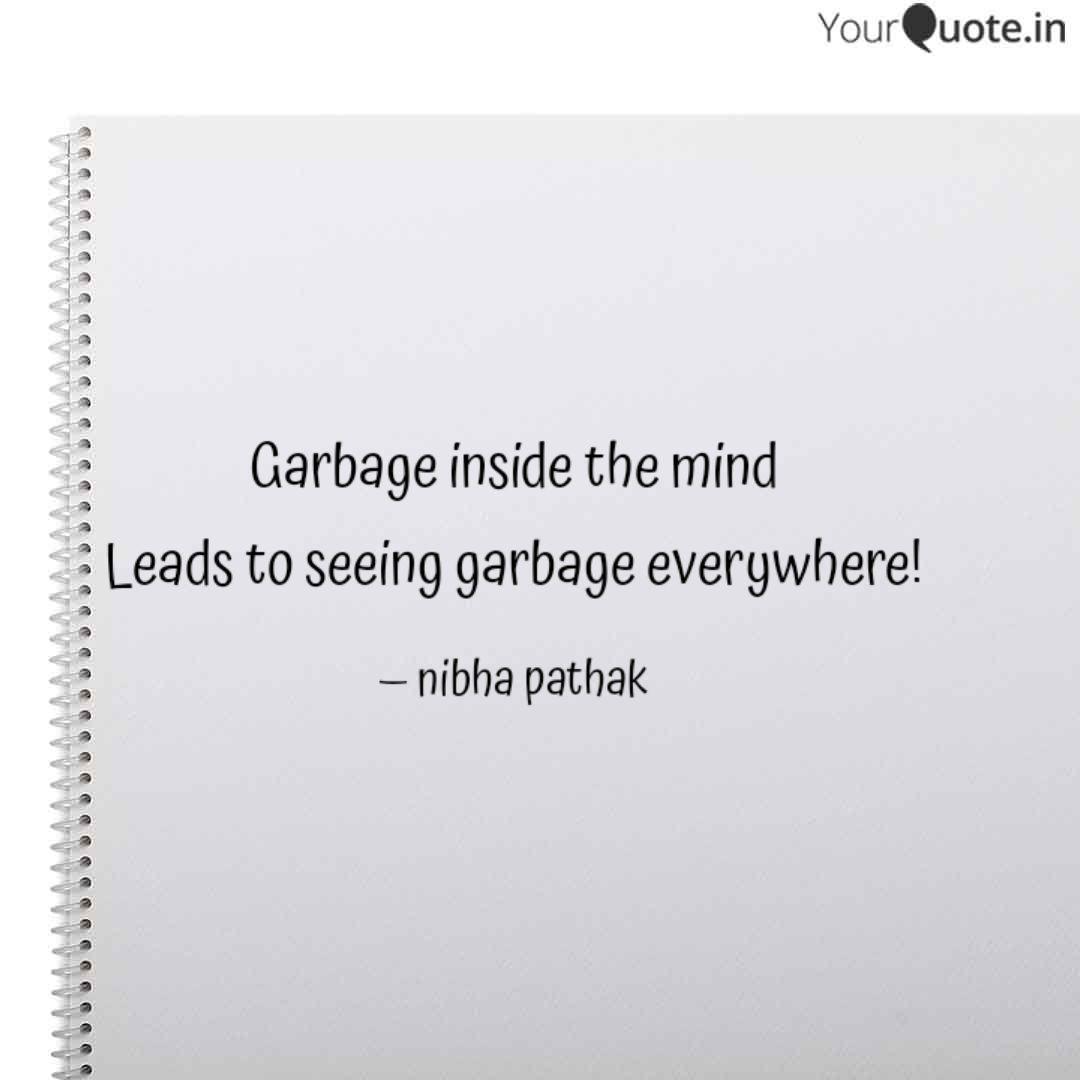 YourQuote.in
Garbage inside the mind
Leads to seeing garbage everywhere!
– nibha pathak